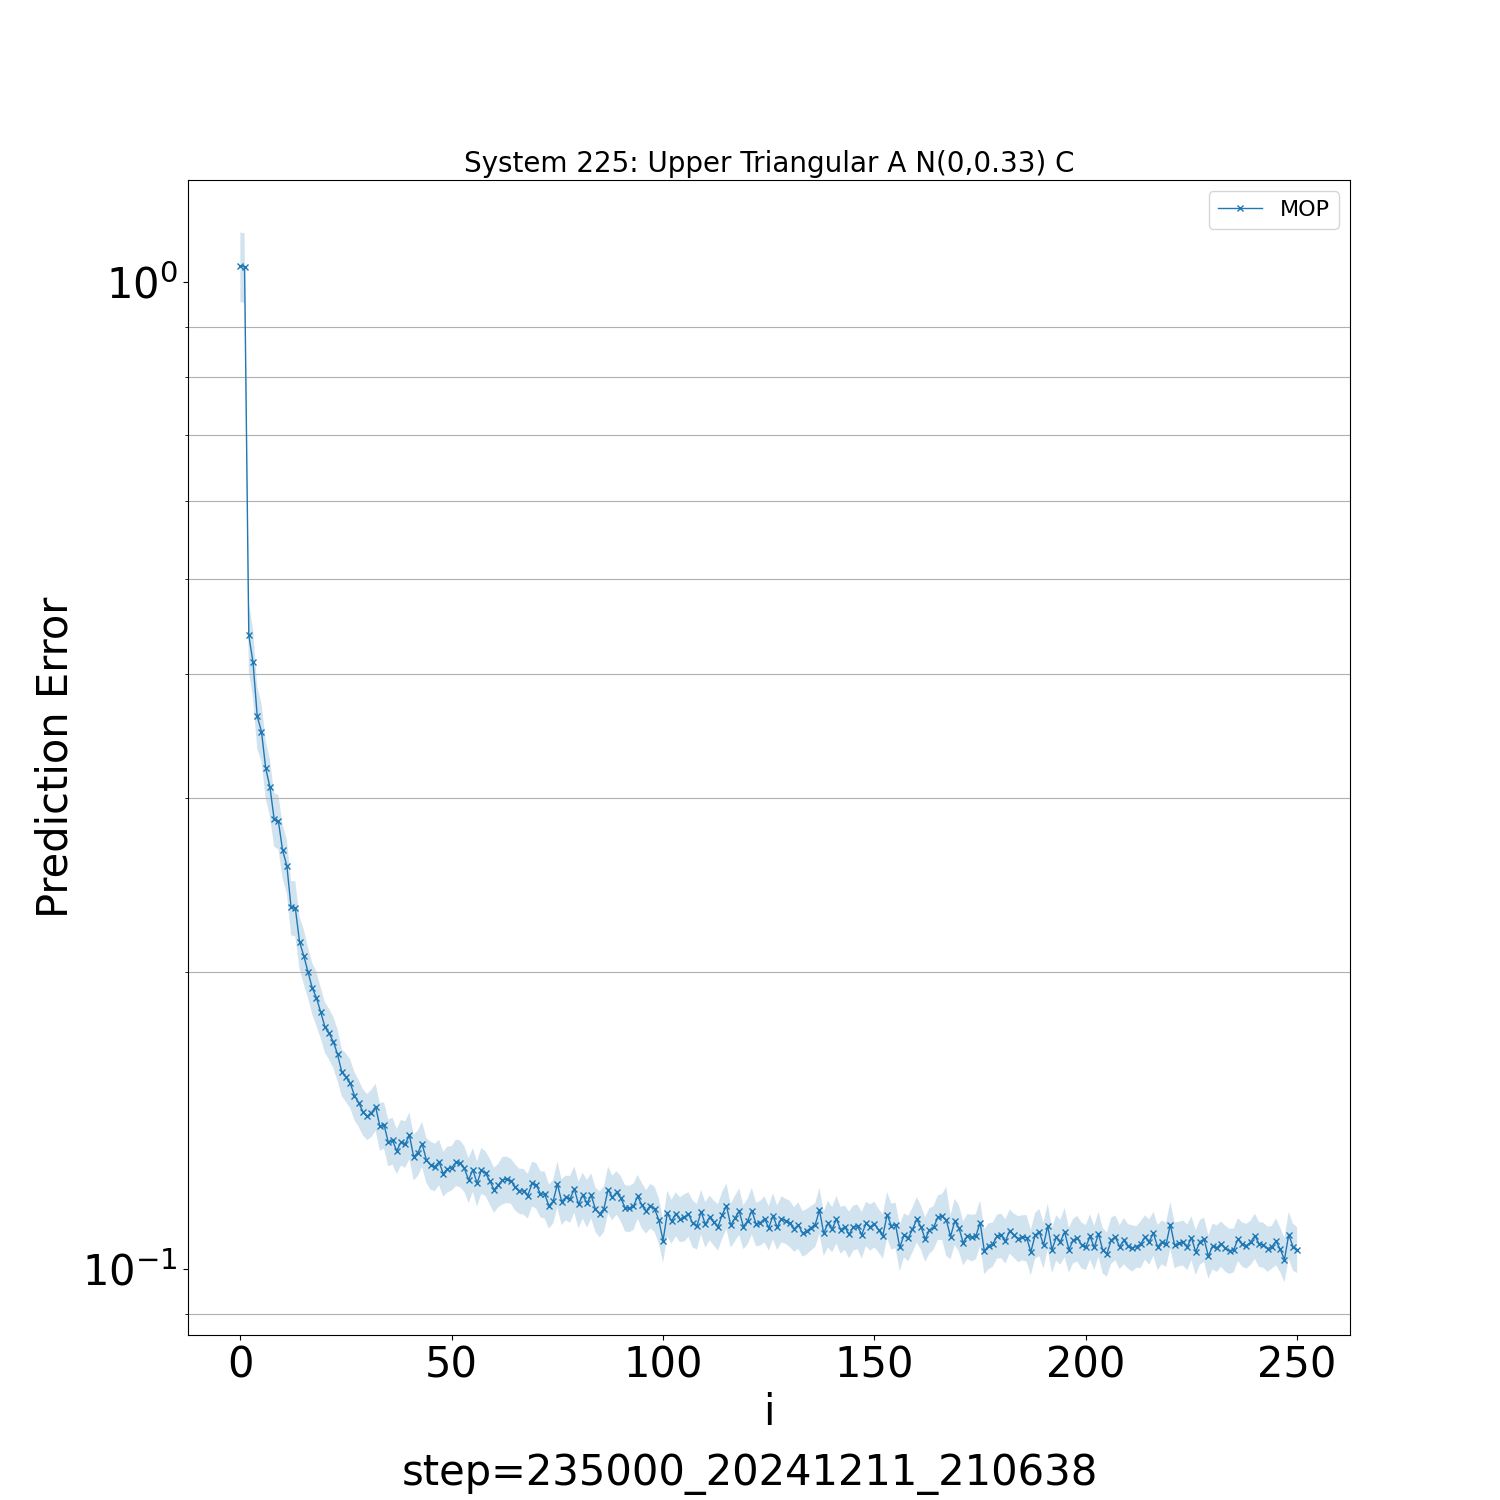 System 225: Upper Triangular A N(0,0.33) C
MOP
10⁰
10⁻¹
Prediction Error
0 50 100 150 200 250
i
step=235000_20241211_210638